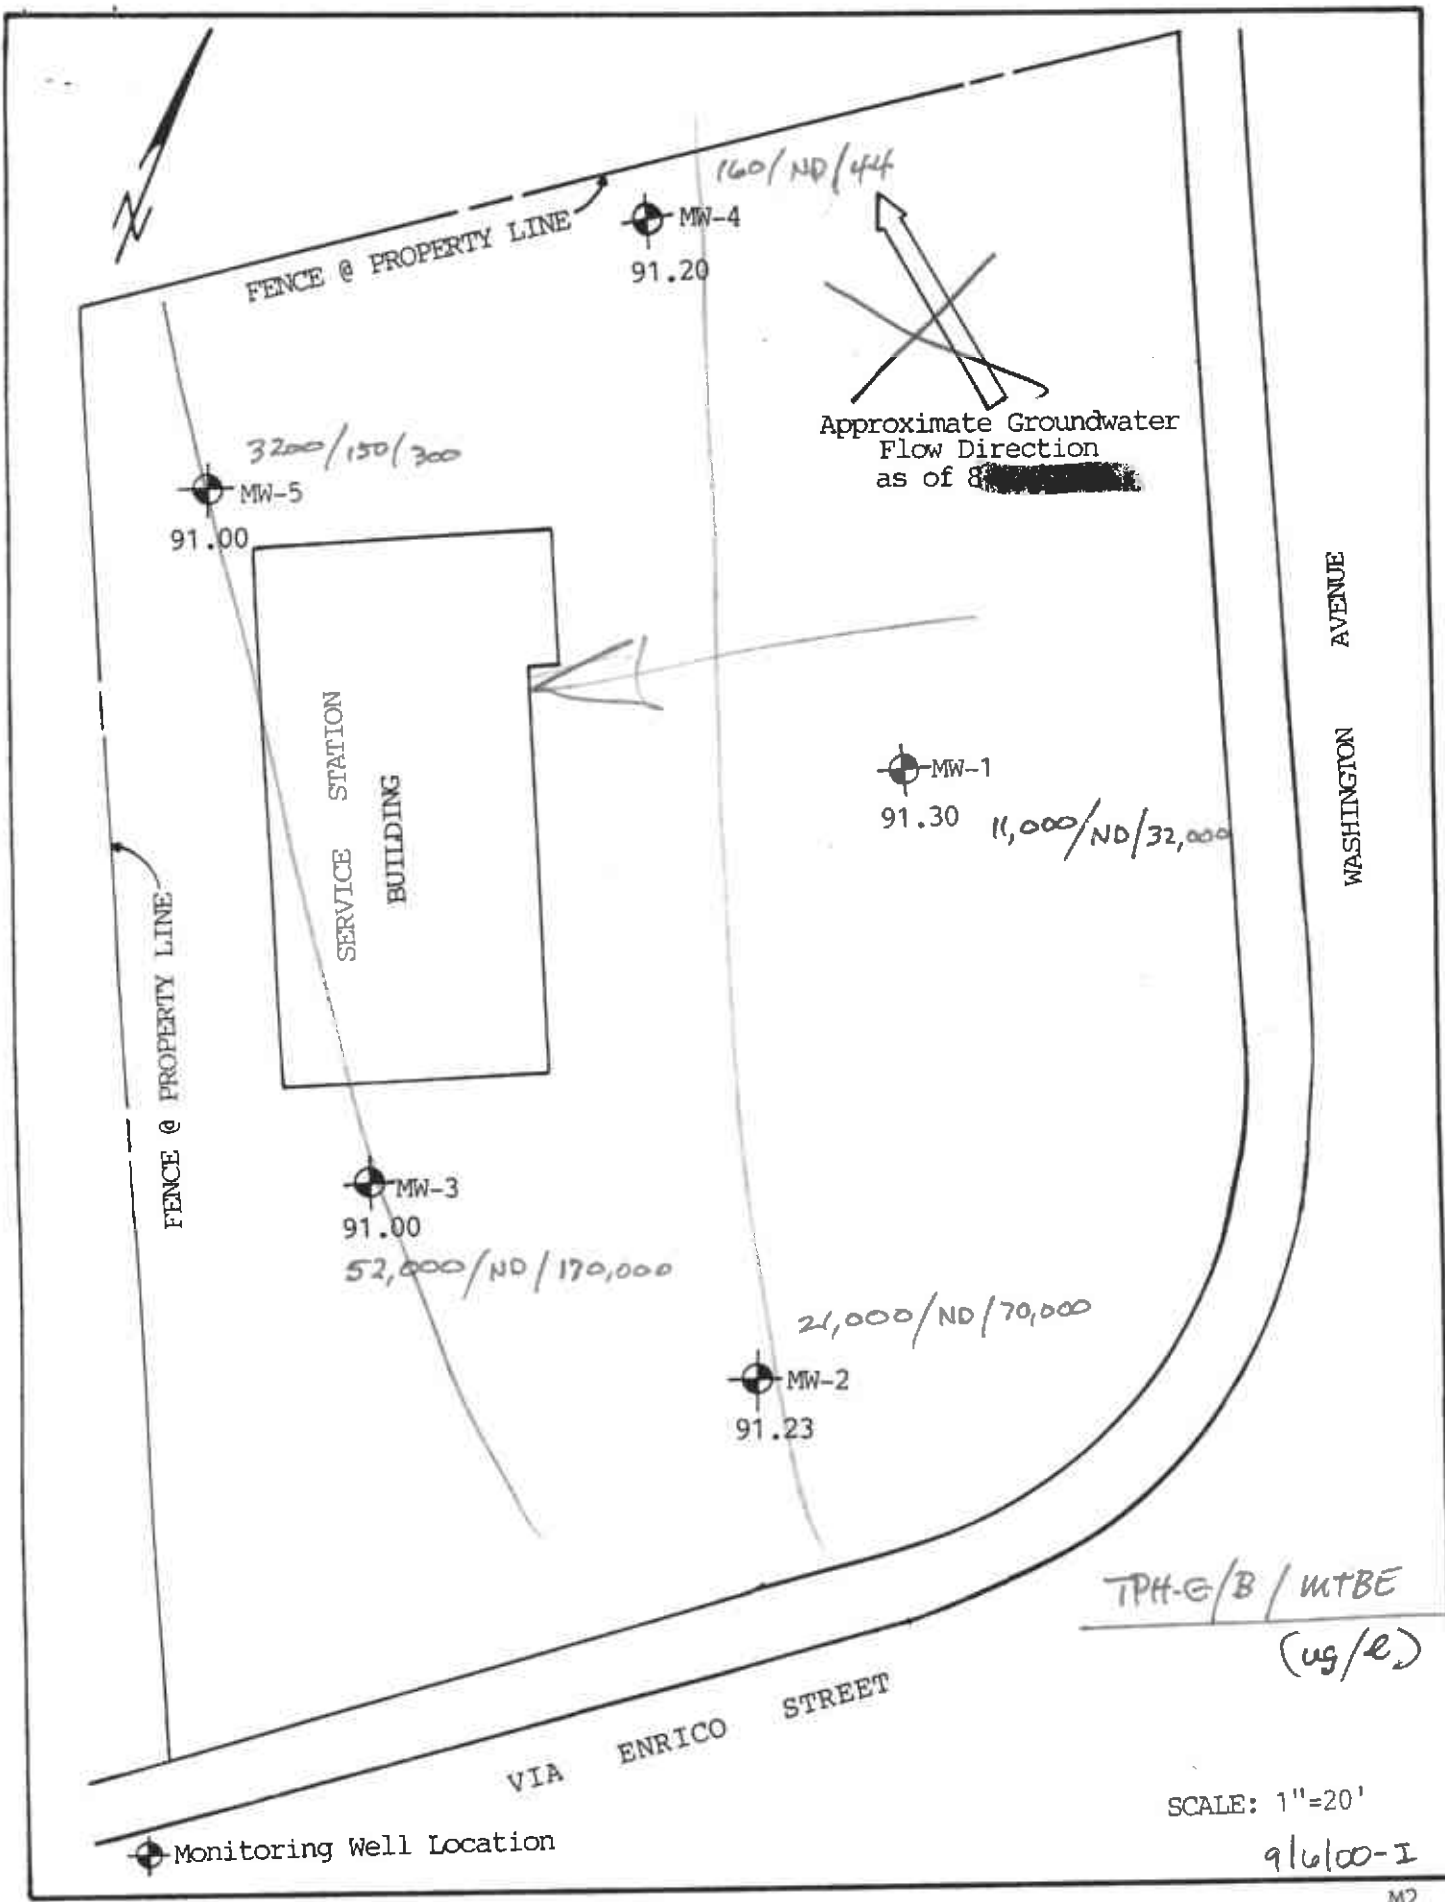 N
160/ND/44
MW-4
91.20
FENCE @ PROPERTY LINE
Approximate Groundwater
Flow Direction
as of 8
3200/150/300
MW-5
91.00
SERVICE STATION
BUILDING
WASHINGTON AVENUE
MW-1
91.30
11,000/ND/32,000
FENCE @ PROPERTY LINE
MW-3
91.00
52,000/ND/170,000
21,000/ND/70,000
MW-2
91.23
TPH-G/B/MTBE
(ug/l)
VIA ENRICO STREET
SCALE: 1"=20'
Monitoring Well Location
9/6/00-I
M2